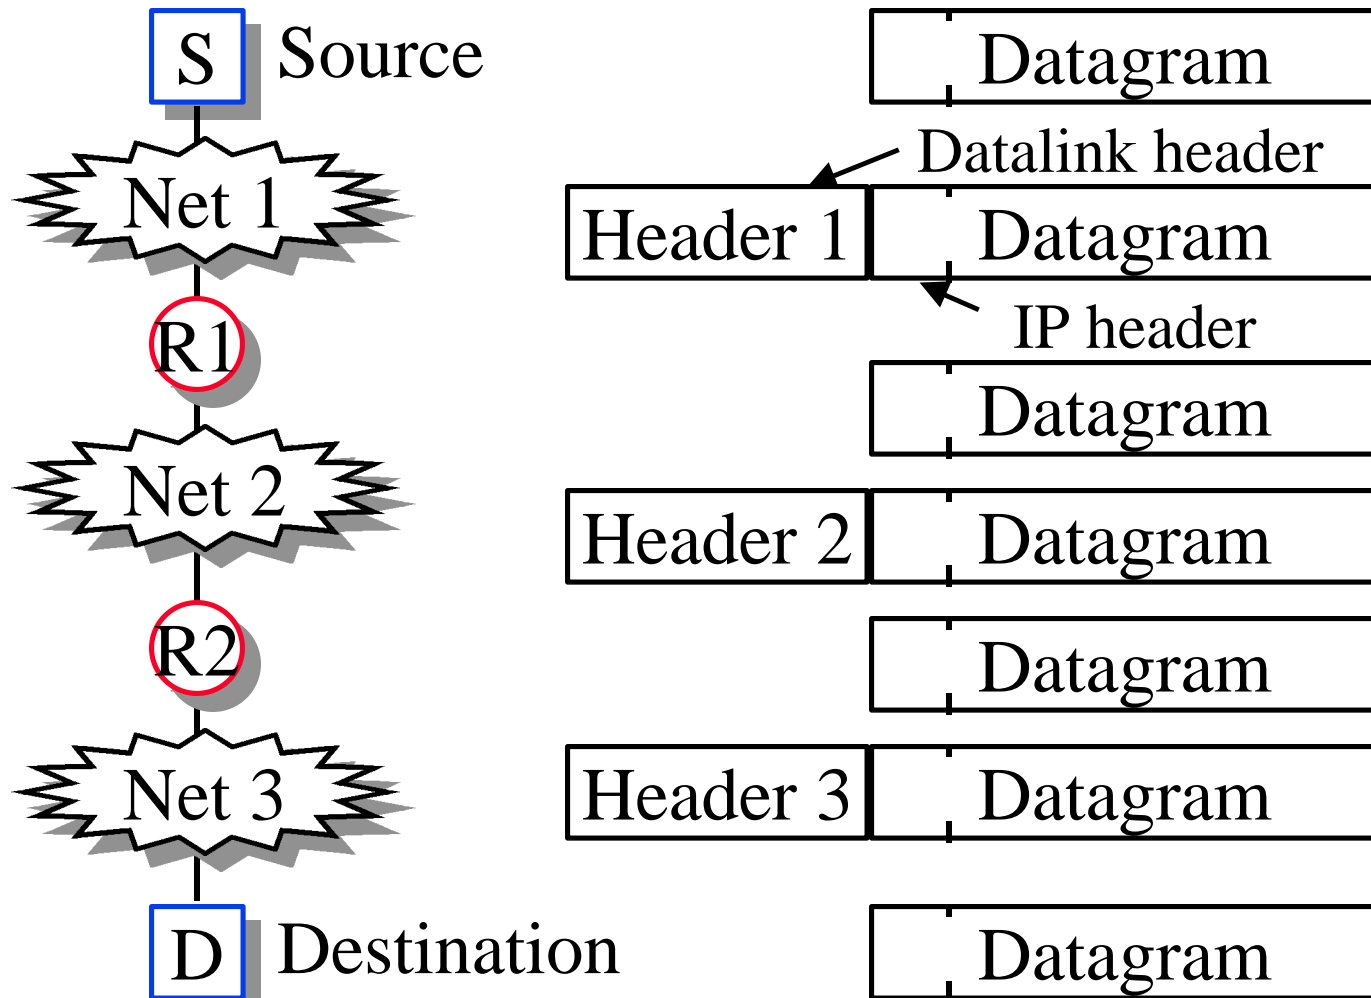 S Source Datagram
Datalink header
Net 1 Header 1 Datagram
IP header
R1 Datagram
Net 2 Header 2 Datagram
R2 Datagram
Net 3 Header 3 Datagram
D Destination Datagram